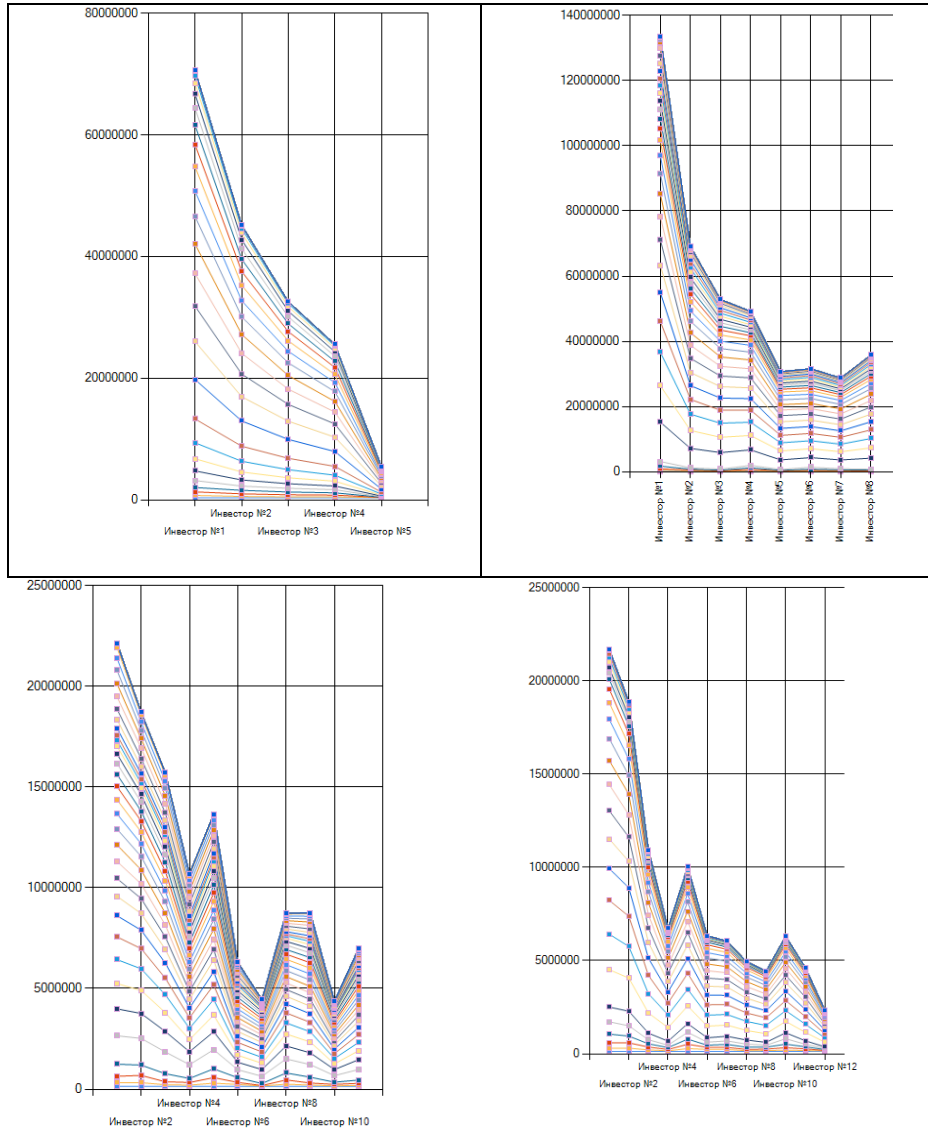 80000000
60000000
40000000
20000000
0
Инвестор №2
Инвестор №4
Инвестор №1
Инвестор №3
Инвестор №5
140000000
120000000
100000000
80000000
60000000
40000000
20000000
0
Инвестор №1
Инвестор №2
Инвестор №3
Инвестор №4
Инвестор №5
Инвестор №6
Инвестор №7
Инвестор №8
25000000
20000000
15000000
10000000
5000000
0
Инвестор №4
Инвестор №8
Инвестор №2
Инвестор №6
Инвестор №10
25000000
20000000
15000000
10000000
5000000
0
Инвестор №4
Инвестор №8
Инвестор №12
Инвестор №2
Инвестор №6
Инвестор №10